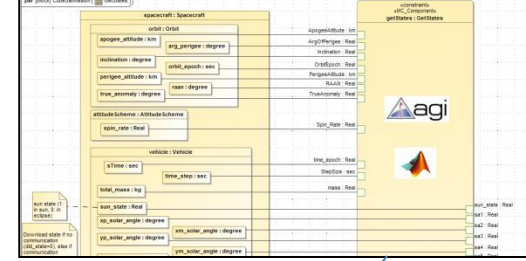 par [block] CubeSatMission [ GetStates ]
spacecraft : Spacecraft
orbit : Orbit
apogee_altitude : km
arg_perigee : degree
inclination : degree
orbit_epoch : sec
perigee_altitude : km
raan : degree
true_anomaly : degree
attitudeScheme : AttitudeScheme
spin_rate : Real
vehicle : Vehicle
sTime : sec
time_step : sec
total_mass : kg
sun_state : Real
xp_solar_angle : degree
xm_solar_angle : degree
yp_solar_angle : degree
ym_solar_angle : degree
sun state (1:
in sun, 0: in
eclipse)
Download state if no
communication
(dld_state=0), else if
communication
«constraint»
«MC_Component»
getStates : GetStates
ApogeeAltitude : km
ArgOfPerigee : Real
Inclination : Real
OrbitEpoch : Real
PerigeeAltitude : km
RAAN : Real
TrueAnomaly : Real
Spin_Rate : Real
time_epoch : Real
StepSize : sec
mass : Real
agi
sun_state : Real
sa1 : Real
sa2 : Real
sa3 : Real
sa4 : Real